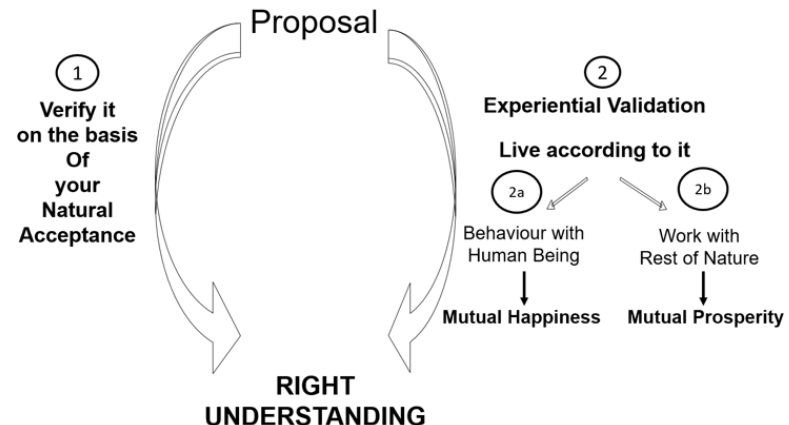 Proposal
1
Verify it
on the basis
Of
your
Natural
Acceptance
2
Experiential Validation
Live according to it
2a
Behaviour with
Human Being
Mutual Happiness
2b
Work with
Rest of Nature
Mutual Prosperity
RIGHT
UNDERSTANDING